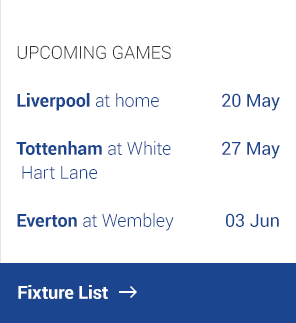 UPCOMING GAMES
Liverpool at home 20 May
Tottenham at White 27 May
Hart Lane
Everton at Wembley 03 Jun
Fixture List →